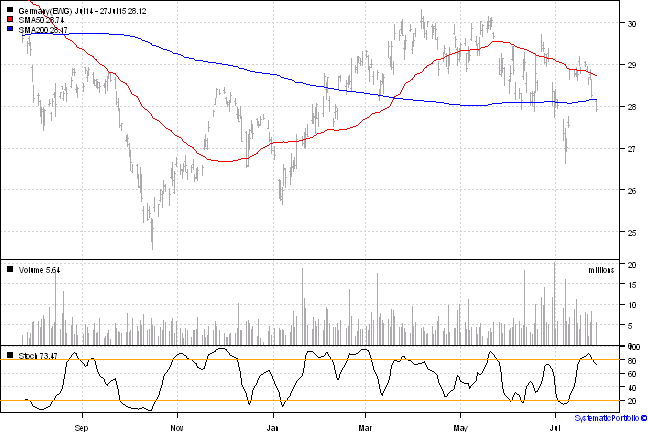 Germany(EWG) Jul14 - 27Jul15 28.12
SMA50 28.74
SMA200 28.17
30
29
28
27
26
25
Volume 5.64
millions
20
15
10
5
0
Stoch 73.47
100
80
60
40
20
Sep
Nov
Jan
Mar
May
Jul
SystematicPortfolio ©